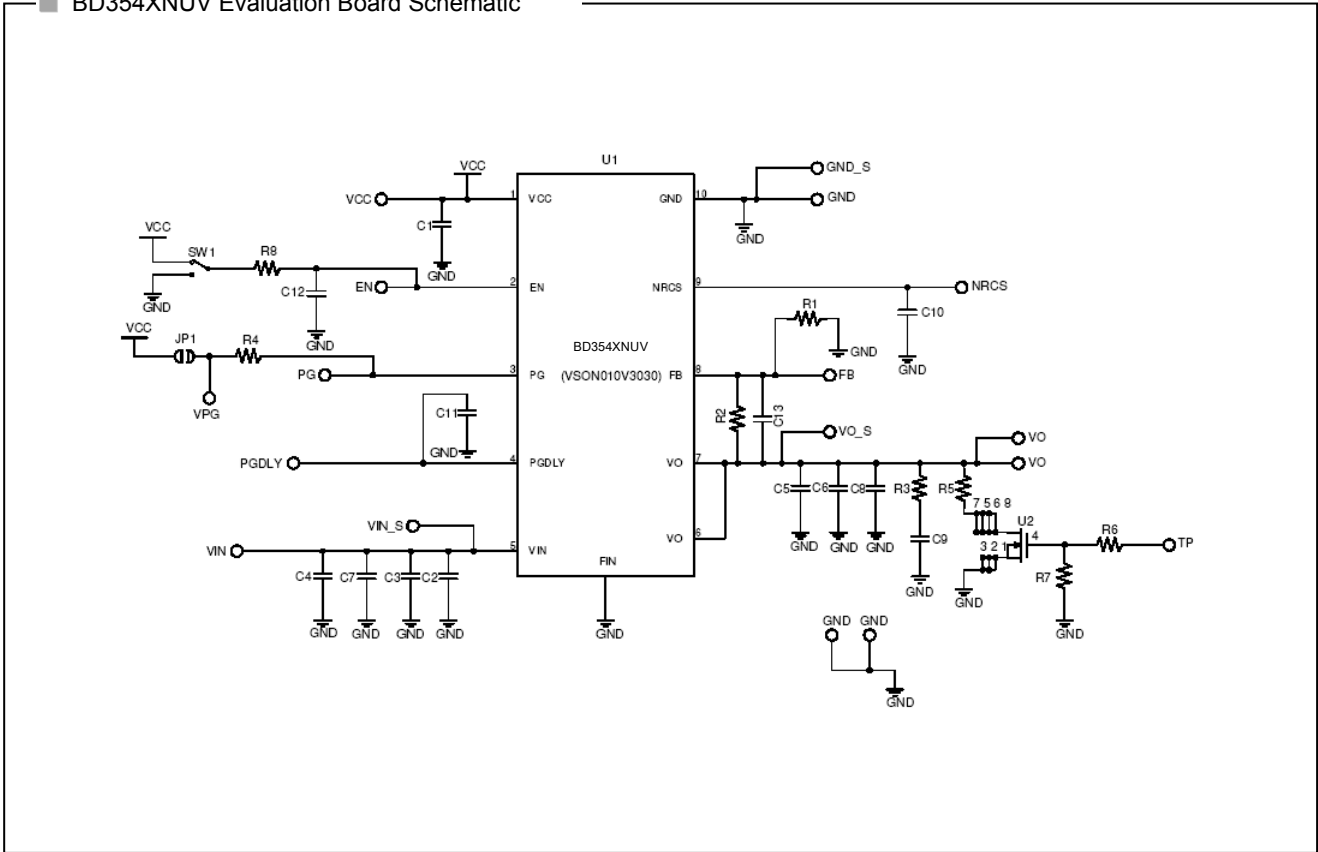 BD354XNUV Evaluation Board Schematic
U1
VCC
VCC
1
VCC
GND
10
GND_S
GND
GND
C1
GND
VCC
SW1
R8
GND
C12
GND
EN
2
EN
NRCS
9
NRCS
C10
GND
R1
GND
VCC
JP1
R4
VPG
PG
3
PG
BD354XNUV
(VSON010V3030)
FB
8
FB
R2
C13
C11
GND
PGDLY
4
PGDLY
VO
7
VO_S
VO
VO
C5
C6
C8
R3
R5
GND
GND
GND
C9
GND
7 5 6 8
U2
3 2 1
4
GND
R6
TP
R7
GND
VIN_S
VIN
5
VIN
VO
6
FIN
GND
C4
C7
C3
C2
GND
GND
GND
GND
GND
GND
GND